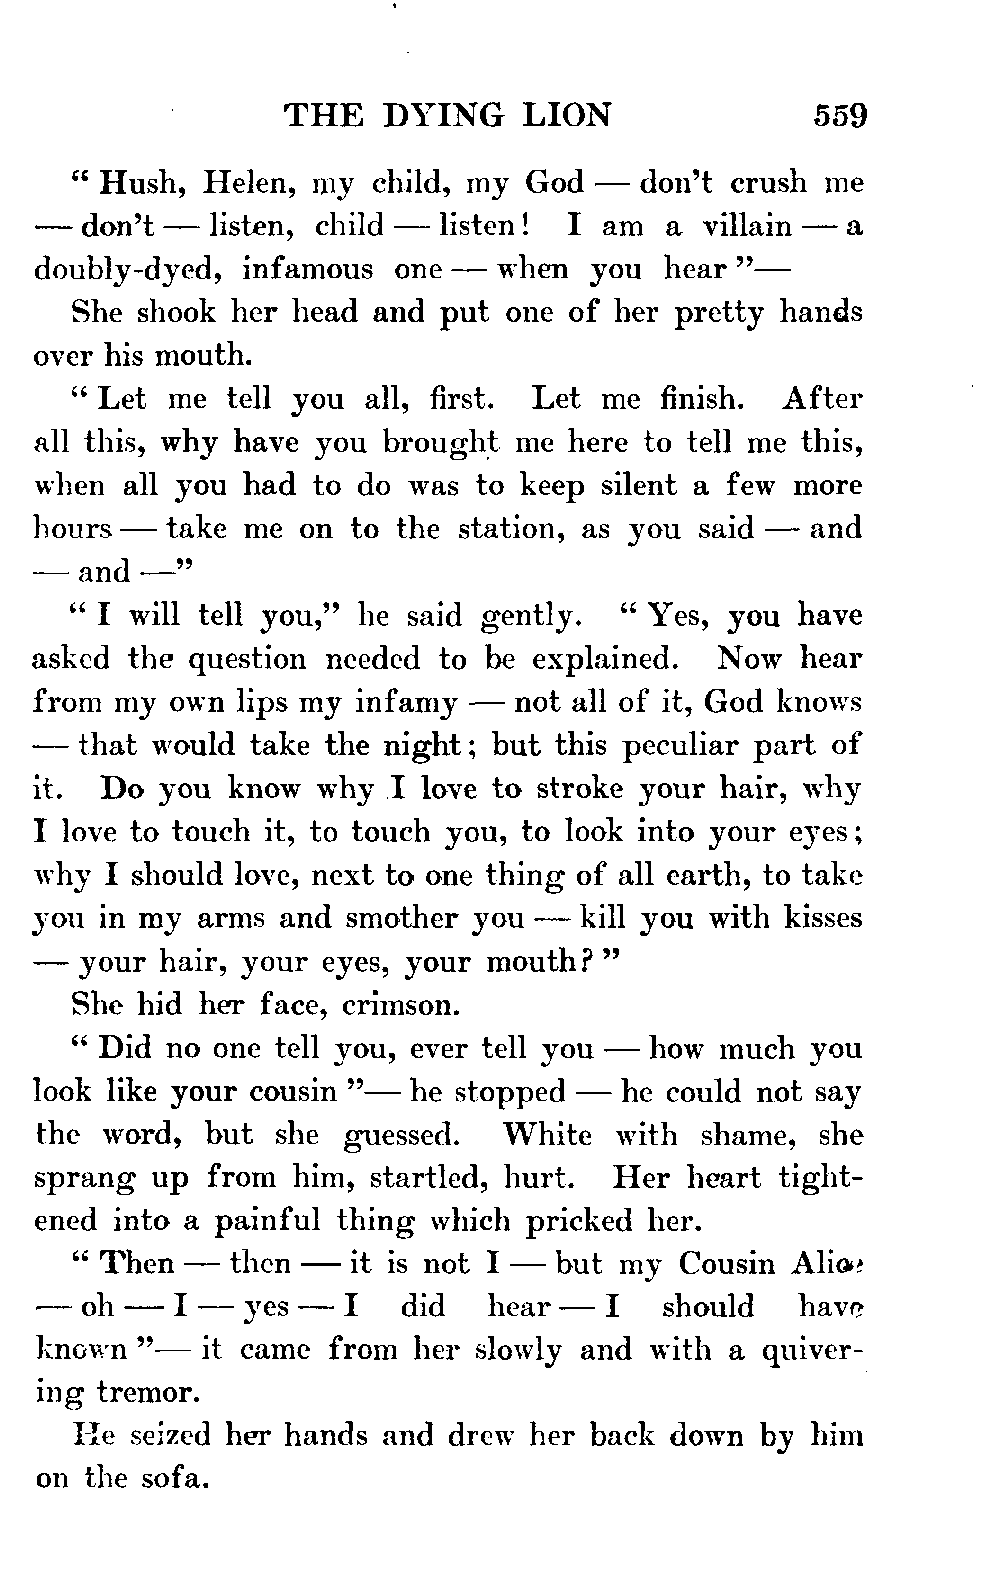 THE DYING LION 559
“ Hush, Helen, my child, my God — don’t crush me
— don’t — listen, child — listen! I am a villain — a
doubly-dyed, infamous one — when you hear ”—
She shook her head and put one of her pretty hands
over his mouth.
“ Let me tell you all, first. Let me finish. After
all this, why have you brought me here to tell me this,
when all you had to do was to keep silent a few more
hours — take me on to the station, as you said — and
— and —”
“ I will tell you,” he said gently. “ Yes, you have
asked the question needed to be explained. Now hear
from my own lips my infamy — not all of it, God knows
— that would take the night; but this peculiar part of
it. Do you know why I love to stroke your hair, why
I love to touch it, to touch you, to look into your eyes;
why I should love, next to one thing of all earth, to take
you in my arms and smother you — kill you with kisses
— your hair, your eyes, your mouth? ”
She hid her face, crimson.
“ Did no one tell you, ever tell you — how much you
look like your cousin ”— he stopped — he could not say
the word, but she guessed. White with shame, she
sprang up from him, startled, hurt. Her heart tight-
ened into a painful thing which pricked her.
“ Then — then — it is not I — but my Cousin Alice
— oh — I — yes — I did hear — I should have
known ”— it came from her slowly and with a quiver-
ing tremor.
He seized her hands and drew her back down by him
on the sofa.